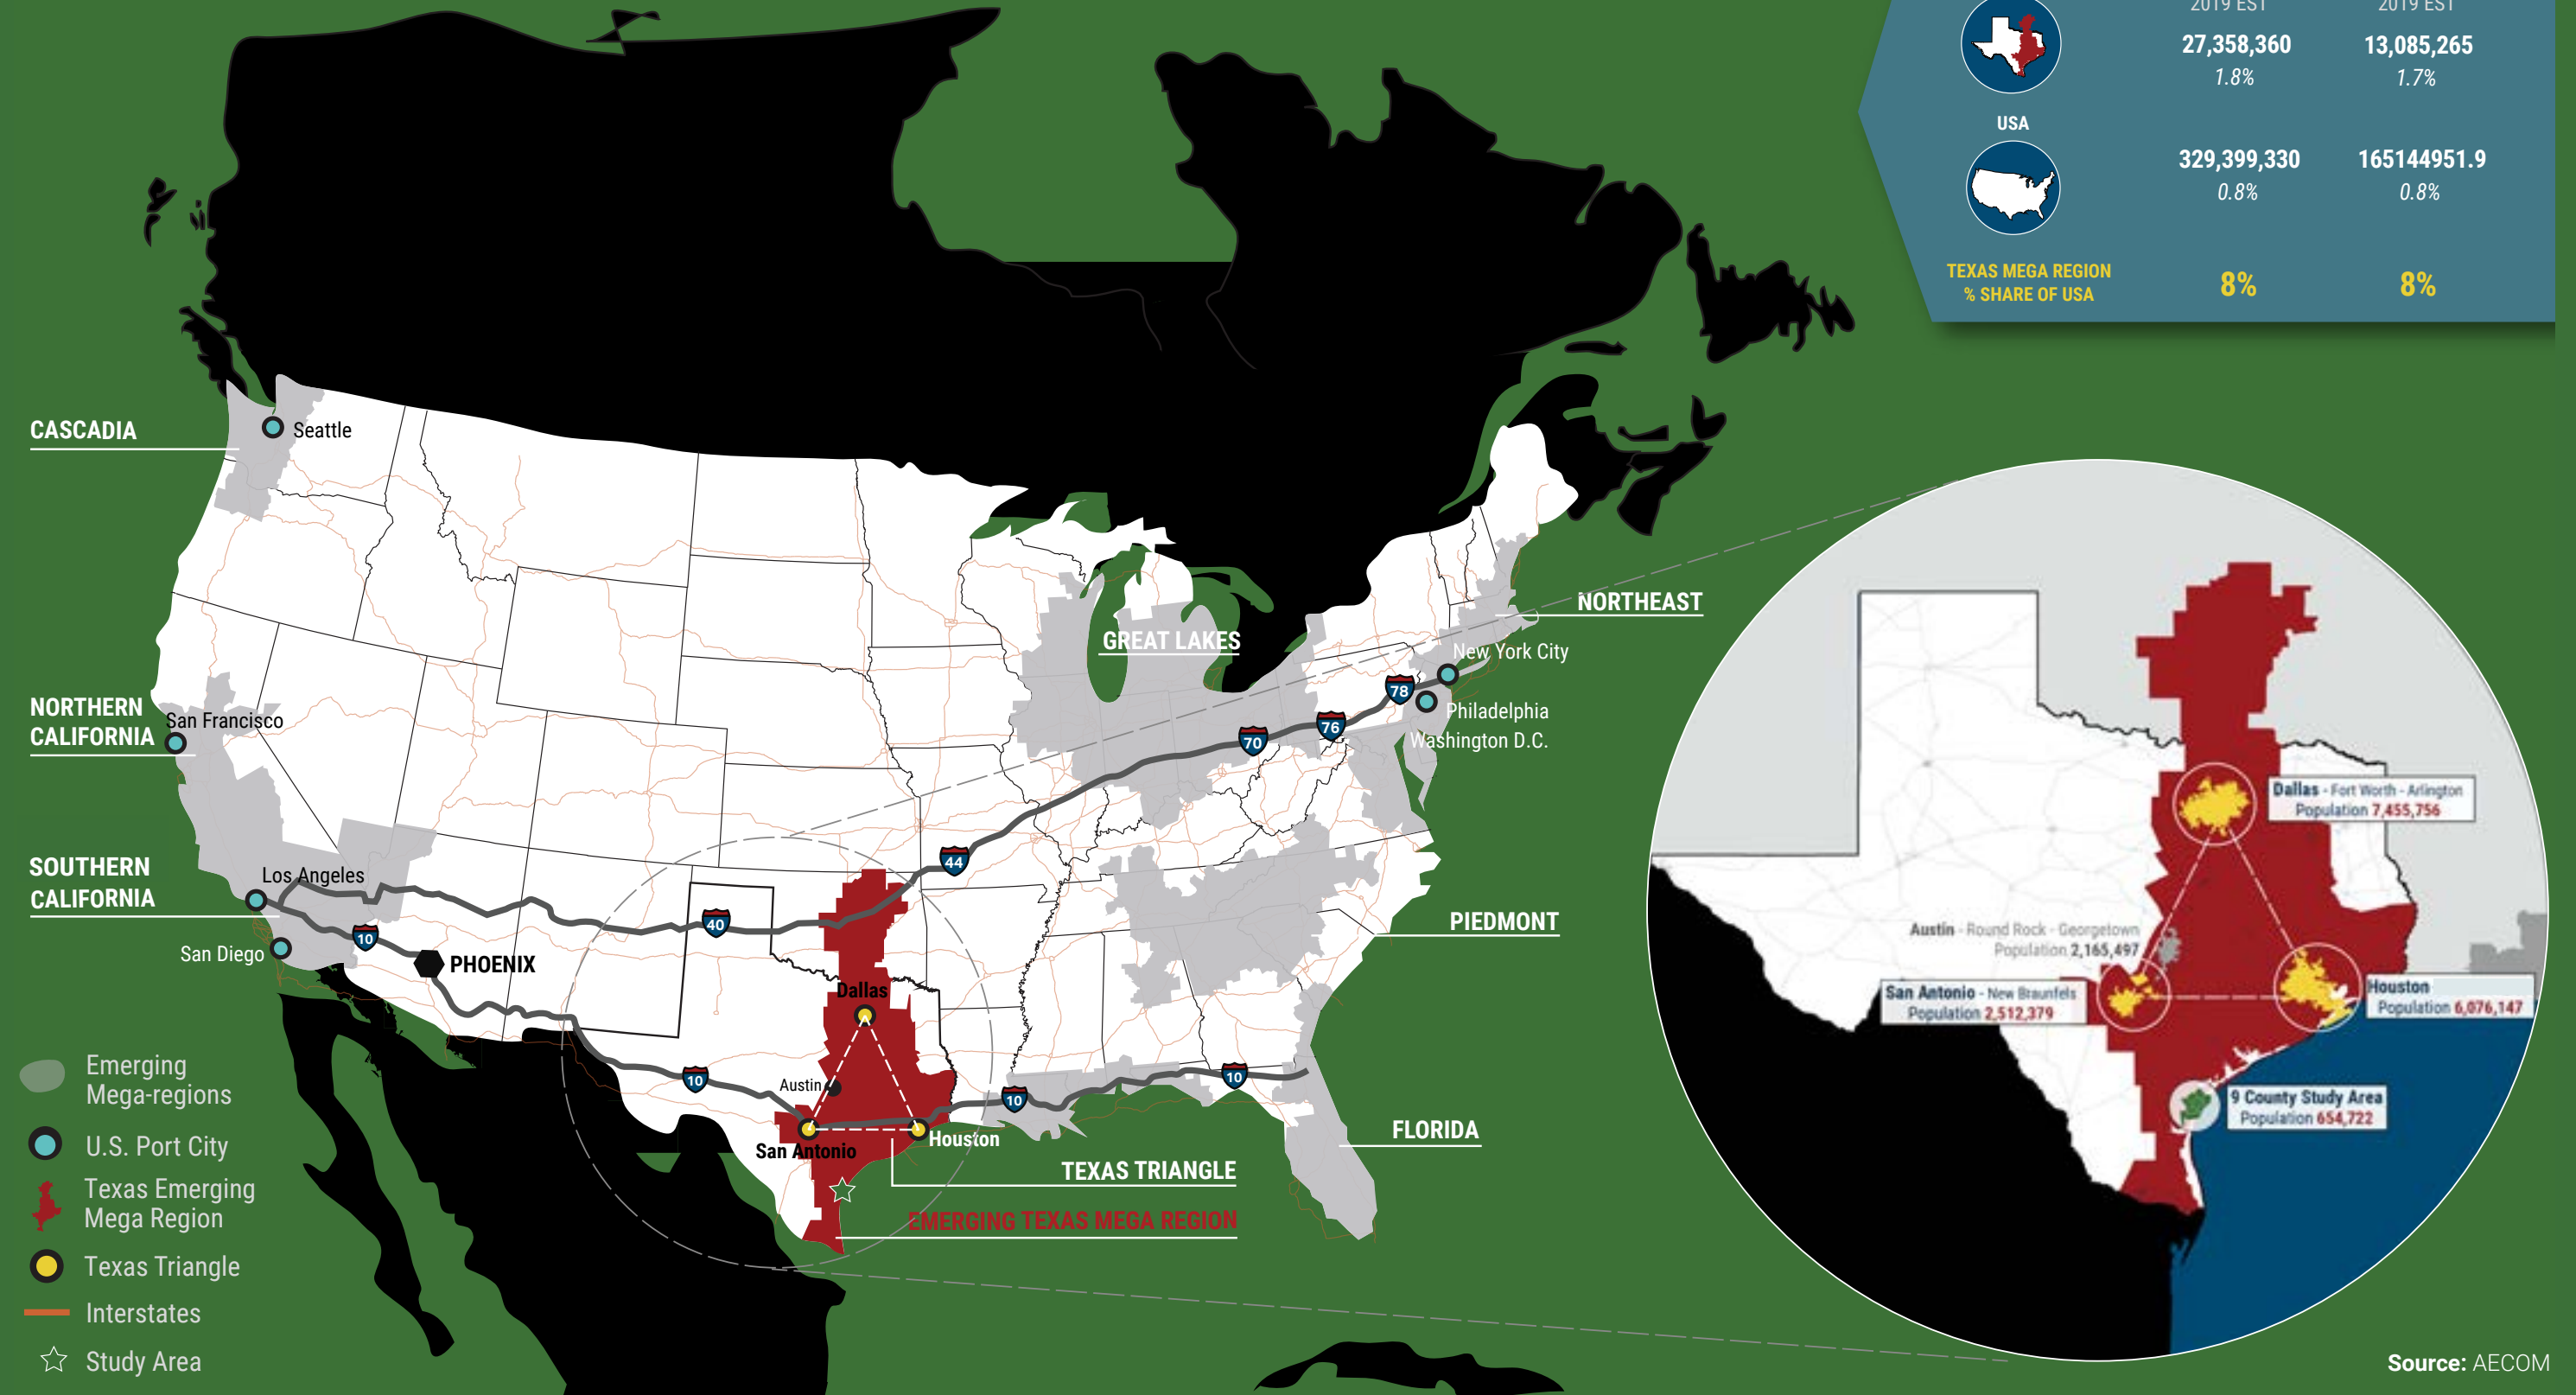 2019 EST
2019 EST
27,358,360
13,085,265
1.8%
1.7%
USA
329,399,330
165144951.9
0.8%
0.8%
TEXAS MEGA REGION
% SHARE OF USA
8%
8%
CASCADIA
Seattle
NORTHEAST
GREAT LAKES
New York City
78
Philadelphia
Washington D.C.
76
70
NORTHERN
CALIFORNIA
San Francisco
44
SOUTHERN
CALIFORNIA
Los Angeles
40
10
San Diego
PHOENIX
PIEDMONT
Dallas
10
Austin
10
10
San Antonio
Houston
FLORIDA
TEXAS TRIANGLE
EMERGING TEXAS MEGA REGION
Dallas - Fort Worth - Arlington
Population 7,455,756
Austin - Round Rock - Georgetown
Population 2,165,497
San Antonio - New Braunfels
Population 2,512,379
Houston
Population 6,076,147
9 County Study Area
Population 654,722
Emerging
Mega-regions
U.S. Port City
Texas Emerging
Mega Region
Texas Triangle
Interstates
Study Area
Source: AECOM